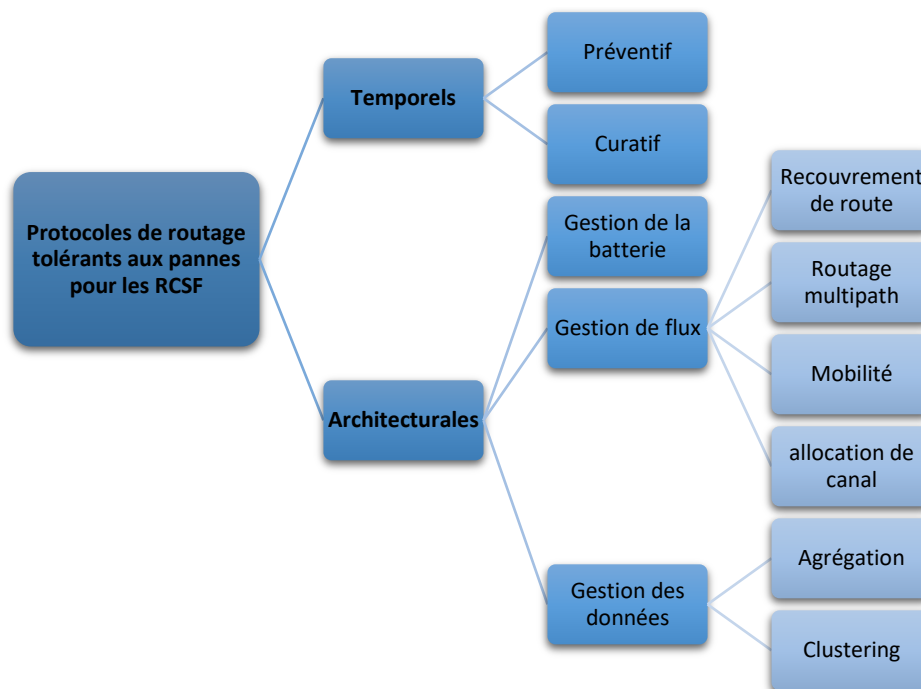 Protocoles de routage
tolérants aux pannes
pour les RCSF
Temporels
Préventif
Curatif
Architecturales
Gestion de la
batterie
Gestion de flux
Recouvrement
de route
Routage
multipath
Mobilité
allocation de
canal
Gestion des
données
Agrégation
Clustering